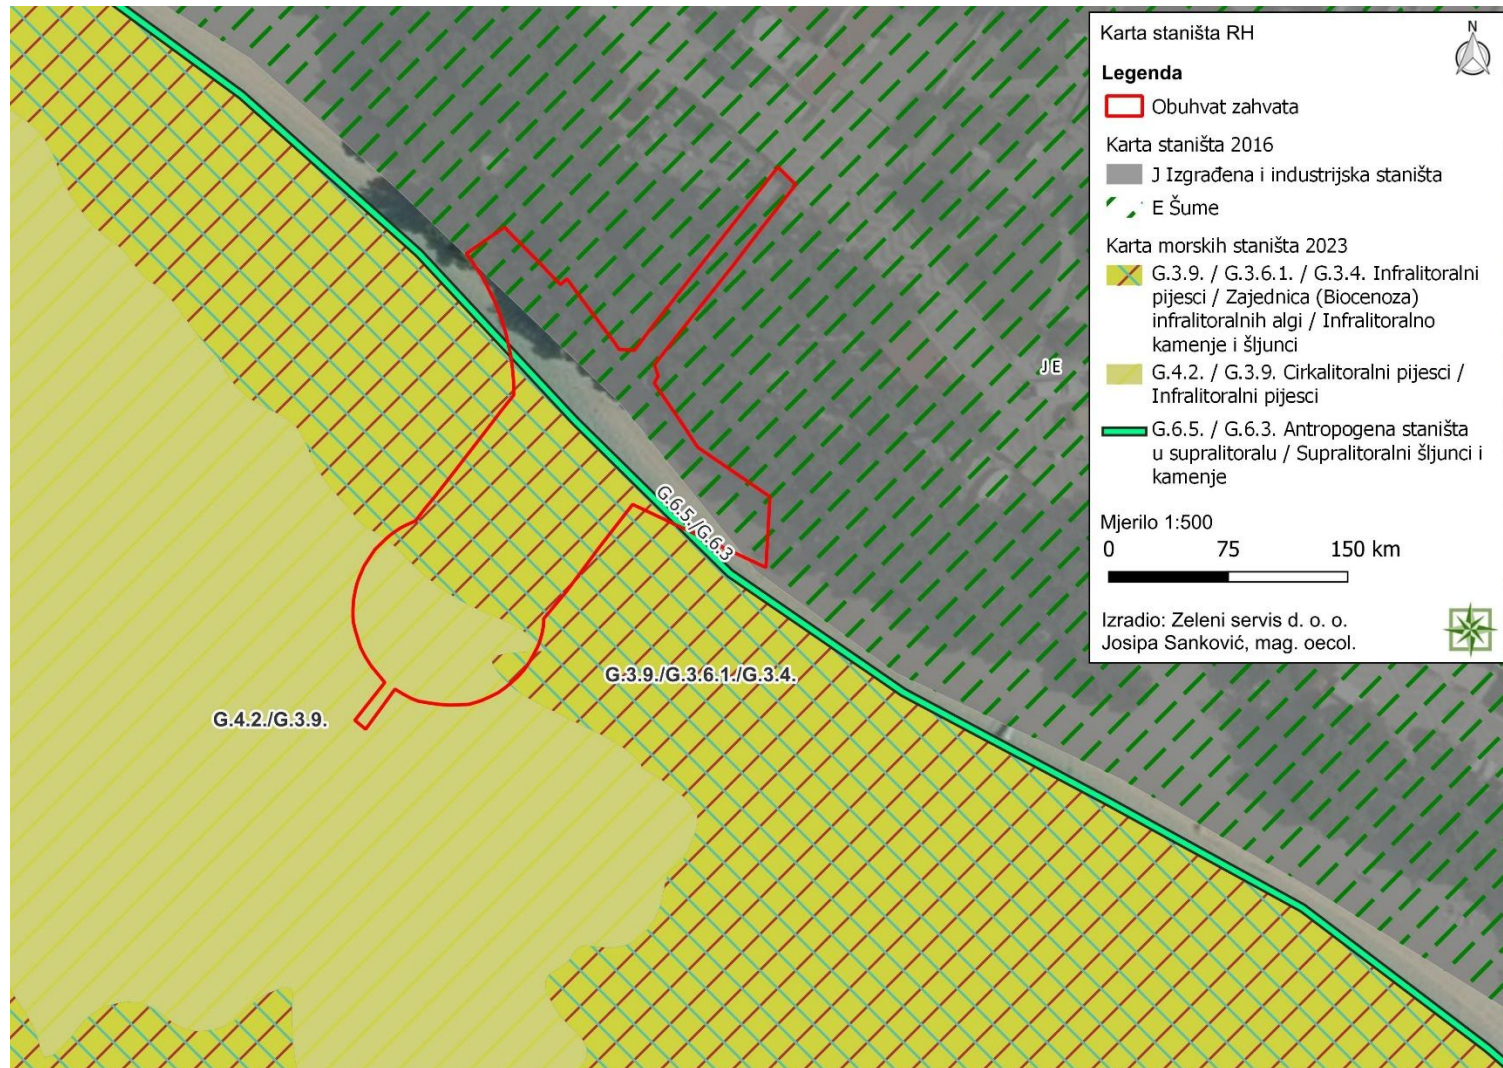 Karta staništa RH
N
Legenda
Obuhvat zahvata
Karta staništa 2016
J Izgrađena i industrijska staništa
E Šume
Karta morskih staništa 2023
G.3.9. / G.3.6.1. / G.3.4. Infralitoralni
pijesci / Zajednica (Biocenoza)
infralitoralnih algi / Infralitoralno
kamenje i šljunci
G.4.2. / G.3.9. Cirkalitoralni pijesci /
Infralitoralni pijesci
G.6.5. / G.6.3. Antropogena staništa
u supralitoralu / Supralitoralni šljunci i
kamenje
Mjerilo 1:500
0 75 150 km
Izradio: Zeleni servis d. o. o.
Josipa Sanković, mag. oecol.
J E
G.6.5./G.6.3
G.3.9./G.3.6.1./G.3.4.
G.4.2./G.3.9.